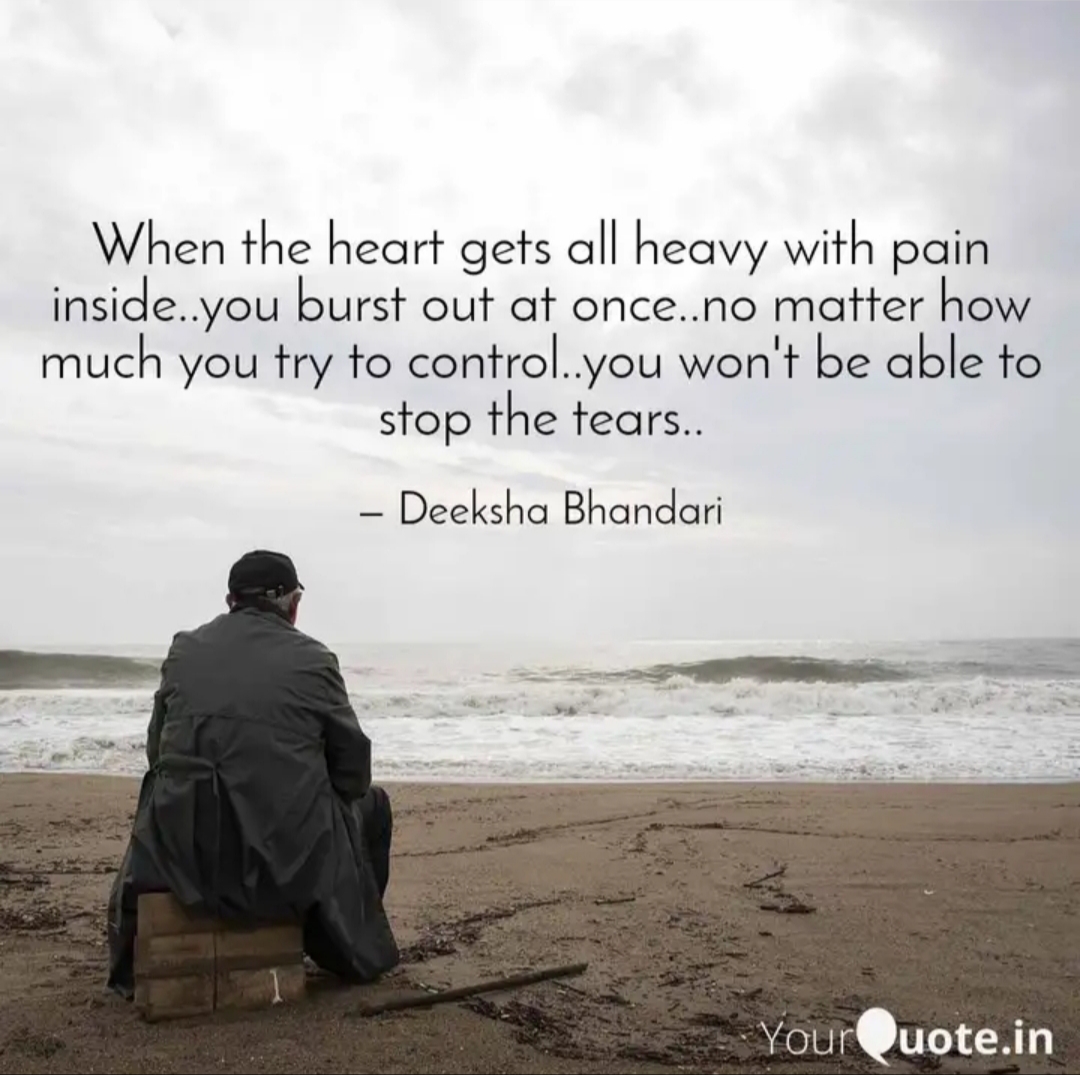 When the heart gets all heavy with pain
inside..you burst out at once..no matter how
much you try to control..you won't be able to
stop the tears..
– Deeksha Bhandari
1
YourQuote.in